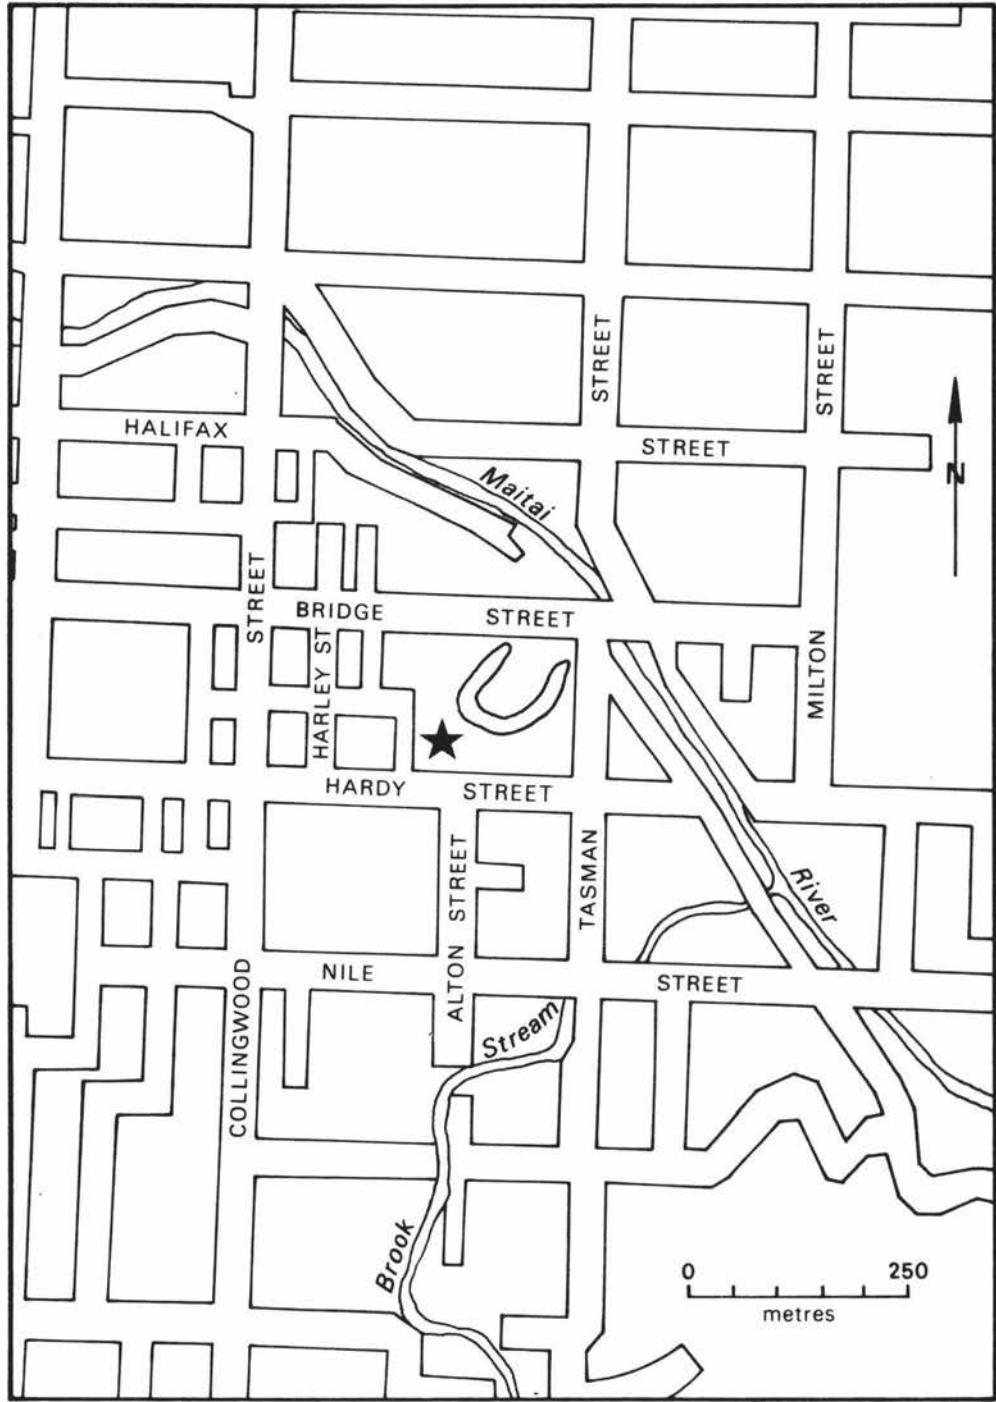 STREET
STREET
HALIFAX
STREET
Maitai
N
STREET
BRIDGE
STREET
HARLEY ST
MILTON
HARDY
STREET
ALTON STREET
TASMAN
River
NILE
STREET
COLLINGWOOD
Stream
Brook
0 250
metres